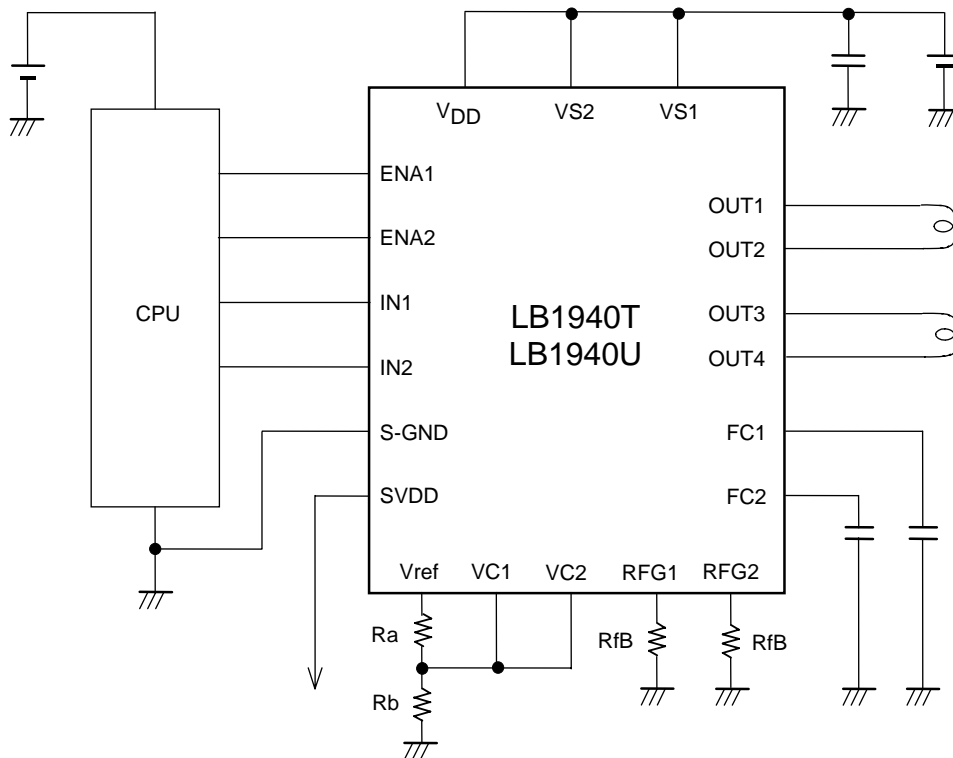 VDD VS2 VS1
ENA1
OUT1
ENA2
OUT2
CPU
IN1
LB1940T
LB1940U
OUT3
IN2
OUT4
S-GND
FC1
SVDD
FC2
Vref VC1 VC2 RFG1 RFG2
Ra
RfB
RfB
Rb